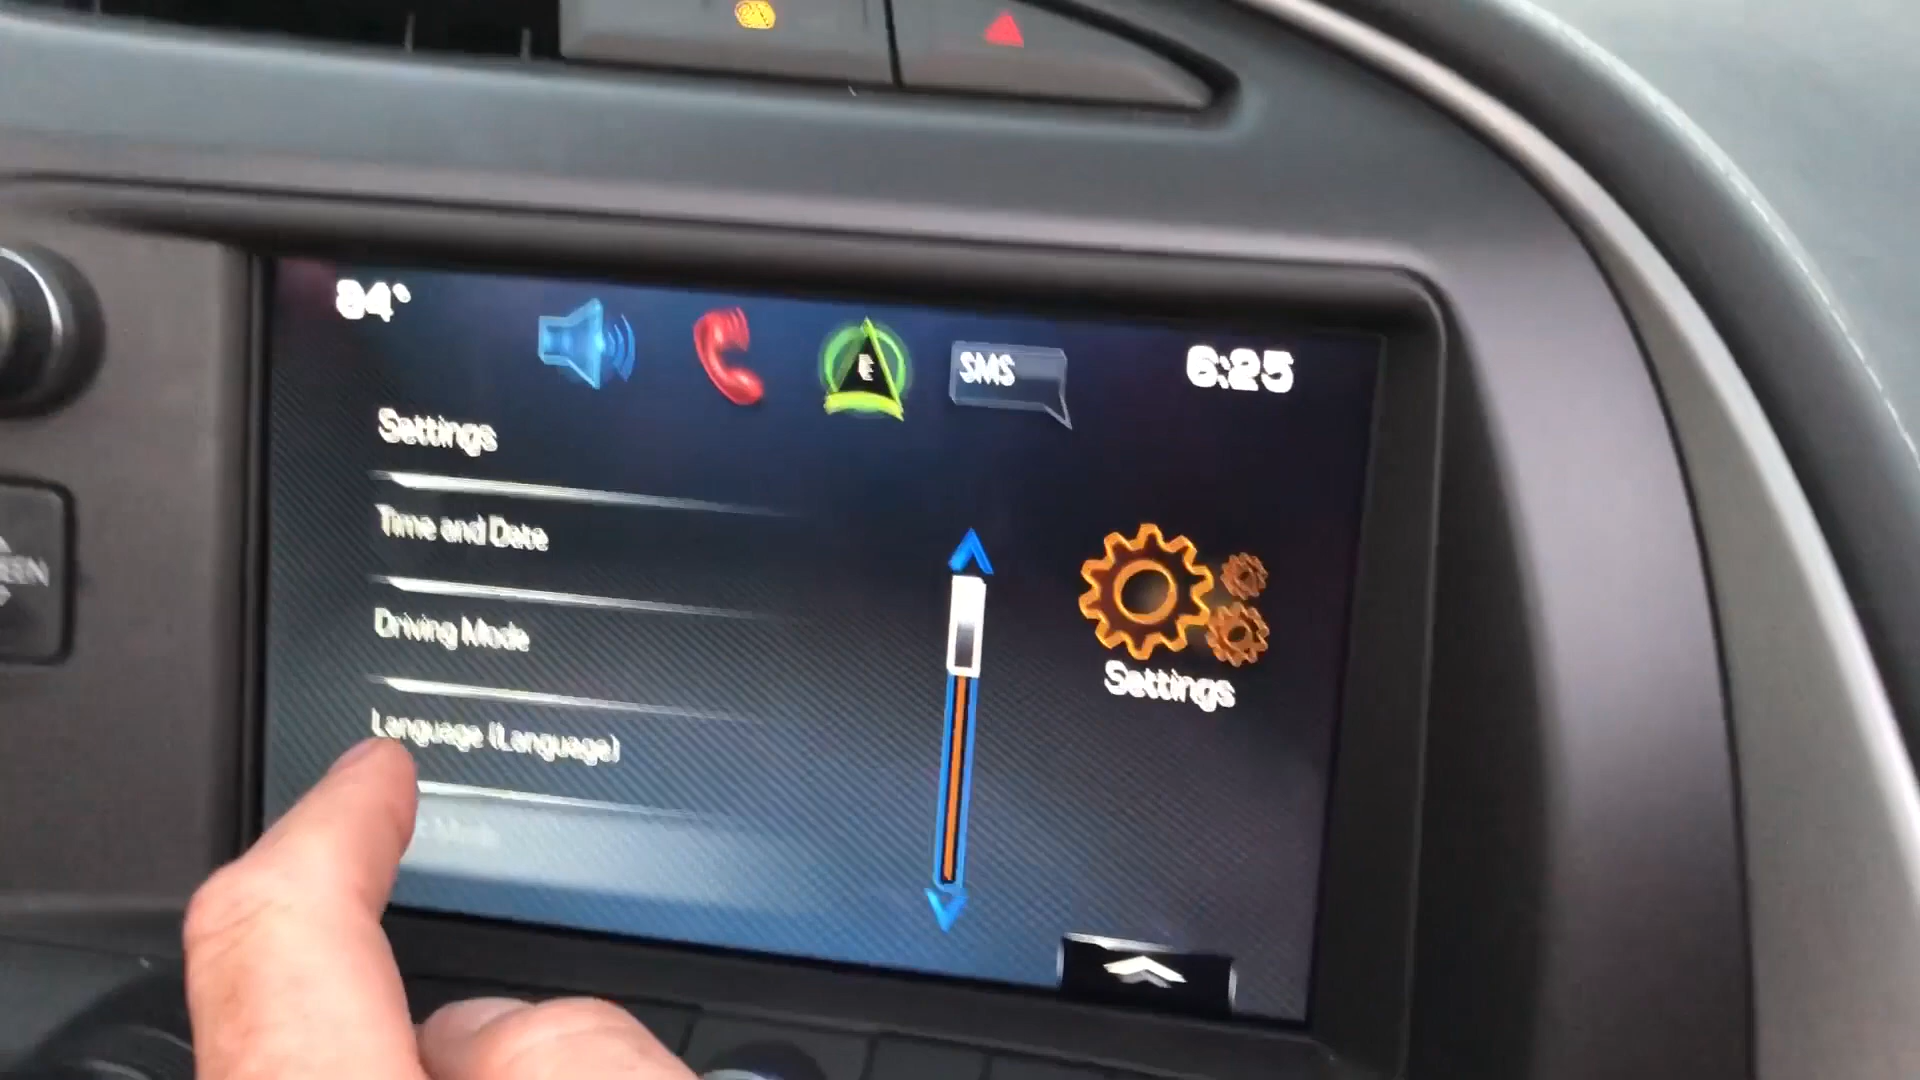 84°
SMS
6:25
E
Settings
Time and Date
Driving Mode
Language (Language)
Settings